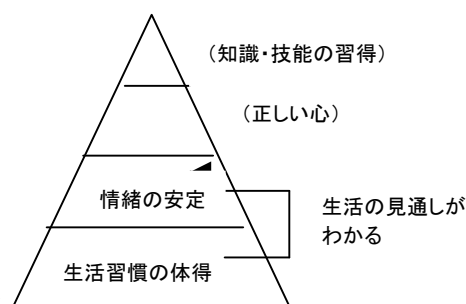 （知識・技能の習得）
（正しい心）
情緒の安定
生活の見通しが
わかる
生活習慣の体得